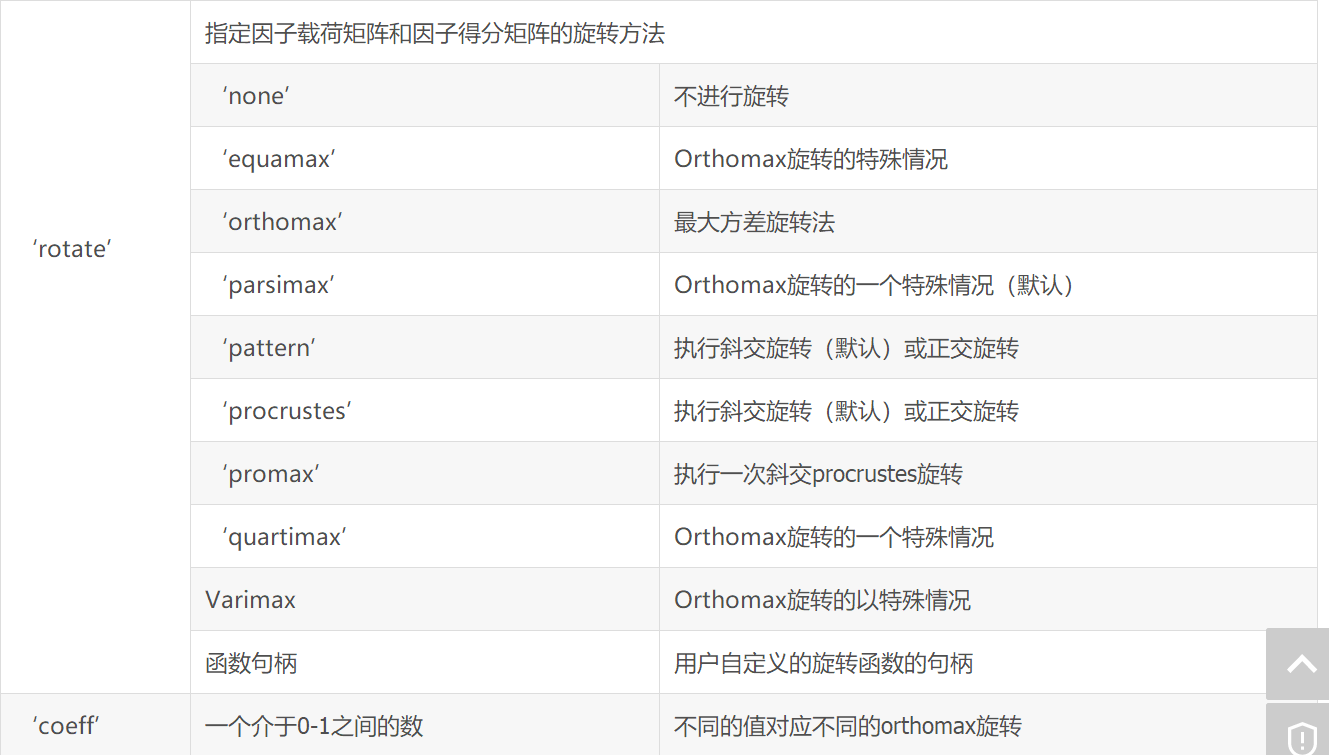 指定因子载荷矩阵和因子得分矩阵的旋转方法
‘none’ 不进行旋转
‘equamax’ Orthomax旋转的特殊情况
‘orthomax’ 最大方差旋转法
‘rotate’
‘parsimax’ Orthomax旋转的一个特殊情况（默认）
‘pattern’ 执行斜交旋转（默认）或正交旋转
‘procrustes’ 执行斜交旋转（默认）或正交旋转
‘promax’ 执行一次斜交procrustes旋转
‘quartimax’ Orthomax旋转的一个特殊情况
Varimax Orthomax旋转的以特殊情况
函数句柄 用户自定义的旋转函数的句柄
‘coeff’ 一个介于0-1之间的数 不同的值对应不同的orthomax旋转